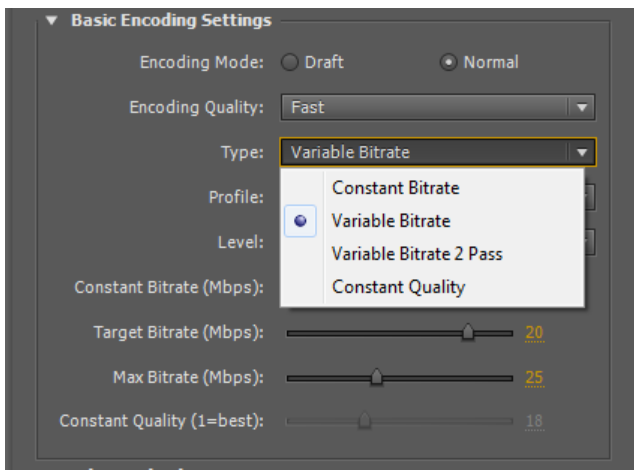 Basic Encoding Settings
Encoding Mode: Draft Normal
Encoding Quality: Fast
Type: Variable Bitrate
Constant Bitrate
Profile:
Variable Bitrate
Level:
Variable Bitrate 2 Pass
Constant Quality
Constant Bitrate (Mbps):
Target Bitrate (Mbps): 20
Max Bitrate (Mbps): 25
Constant Quality (1=best): 18